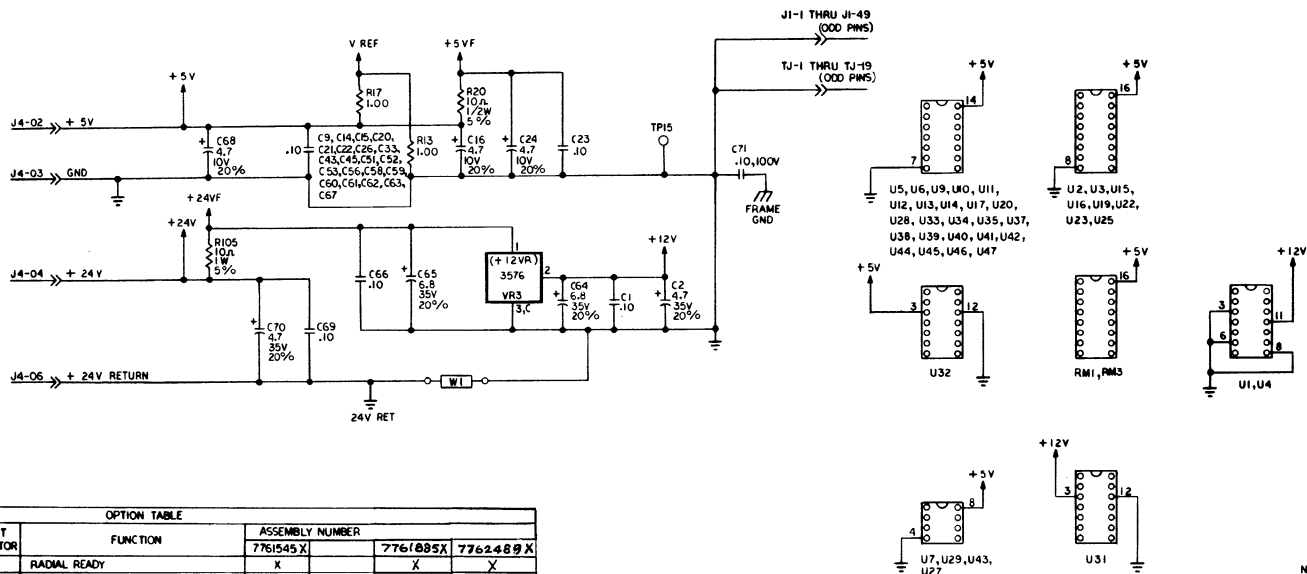 J1-1 THRU J1-49
(ODD PINS)
TJ-1 THRU TJ-19
(ODD PINS)
V REF
+5VF
+5V
R17
1.00
R20
10Ω
1/2W
5%
J4-02
+ 5V
C68
4.7
10V
20%
.10
C9, C14, C15, C20,
C21, C22, C26, C33,
C43, C45, C51, C52,
C53, C56, C58, C59,
C60, C61, C62, C63,
C67
R13
1.00
C16
4.7
10V
20%
C24
4.7
10V
20%
C23
.10
TP15
C71
.10,100V
FRAME
GND
J4-03
GND
+24VF
+24V
R105
10Ω
1W
5%
J4-04
+ 24V
C66
.10
C65
6.8
35V
20%
1
(+12VR)
3576
VR3
2
3,C
+12V
C64
6.8
35V
20%
C1
.10
C2
4.7
35V
20%
C70
4.7
35V
20%
C69
.10
J4-06
+ 24V RETURN
24V RET
W1
+5V
14
7
U5, U6, U9, U10, U11,
U12, U13, U14, U17, U20,
U28, U33, U34, U35, U37,
U38, U39, U40, U41, U42,
U44, U45, U46, U47
+5V
16
8
U2, U3, U15,
U16, U19, U22,
U23, U25
+5V
3
12
U32
+5V
16
RM1, RM3
+12V
3
6
11
8
U1, U4
+5V
8
4
U7, U29, U43,
U27
+12V
3
12
U31
OPTION TABLE
T
TOR
FUNCTION
ASSEMBLY NUMBER
7761545X
7761885X
7762489X
RADIAL READY
X
X
X
N